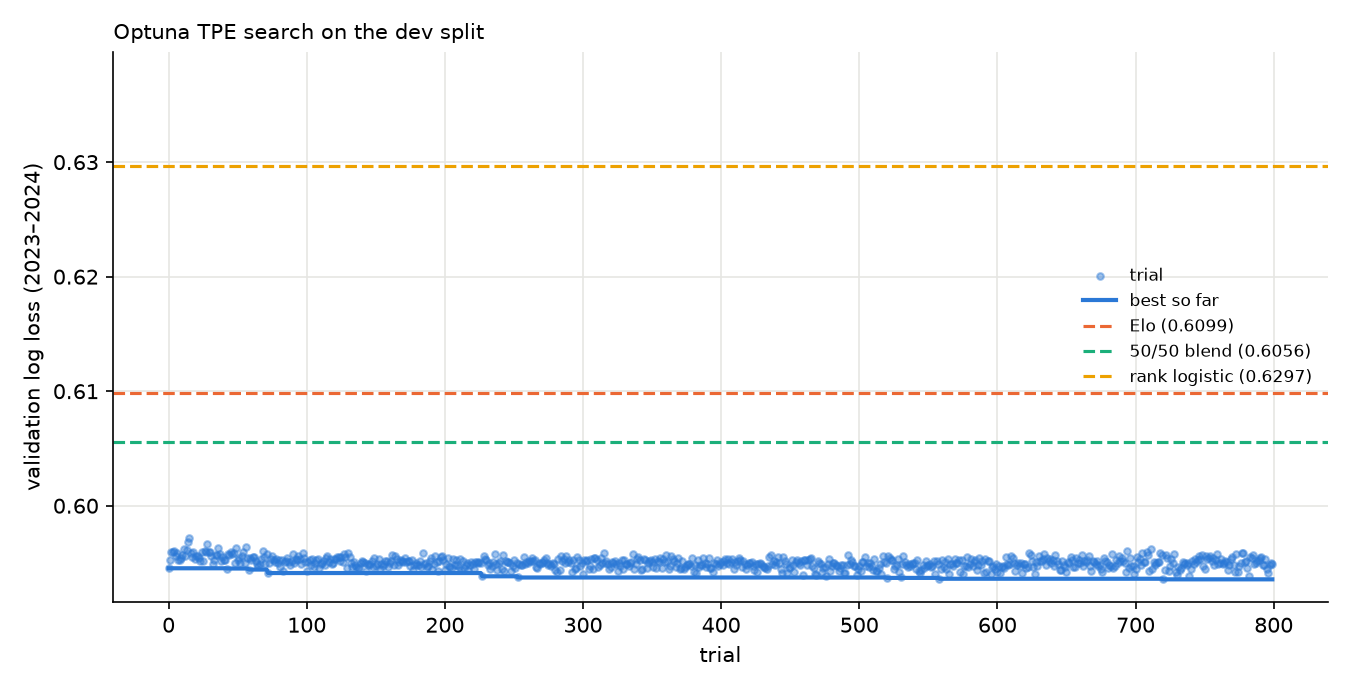 Optuna TPE search on the dev split
validation log loss (2023–2024)
0.63
0.62
0.61
0.60
trial
best so far
Elo (0.6099)
50/50 blend (0.6056)
rank logistic (0.6297)
0 100 200 300 400 500 600 700 800
trial